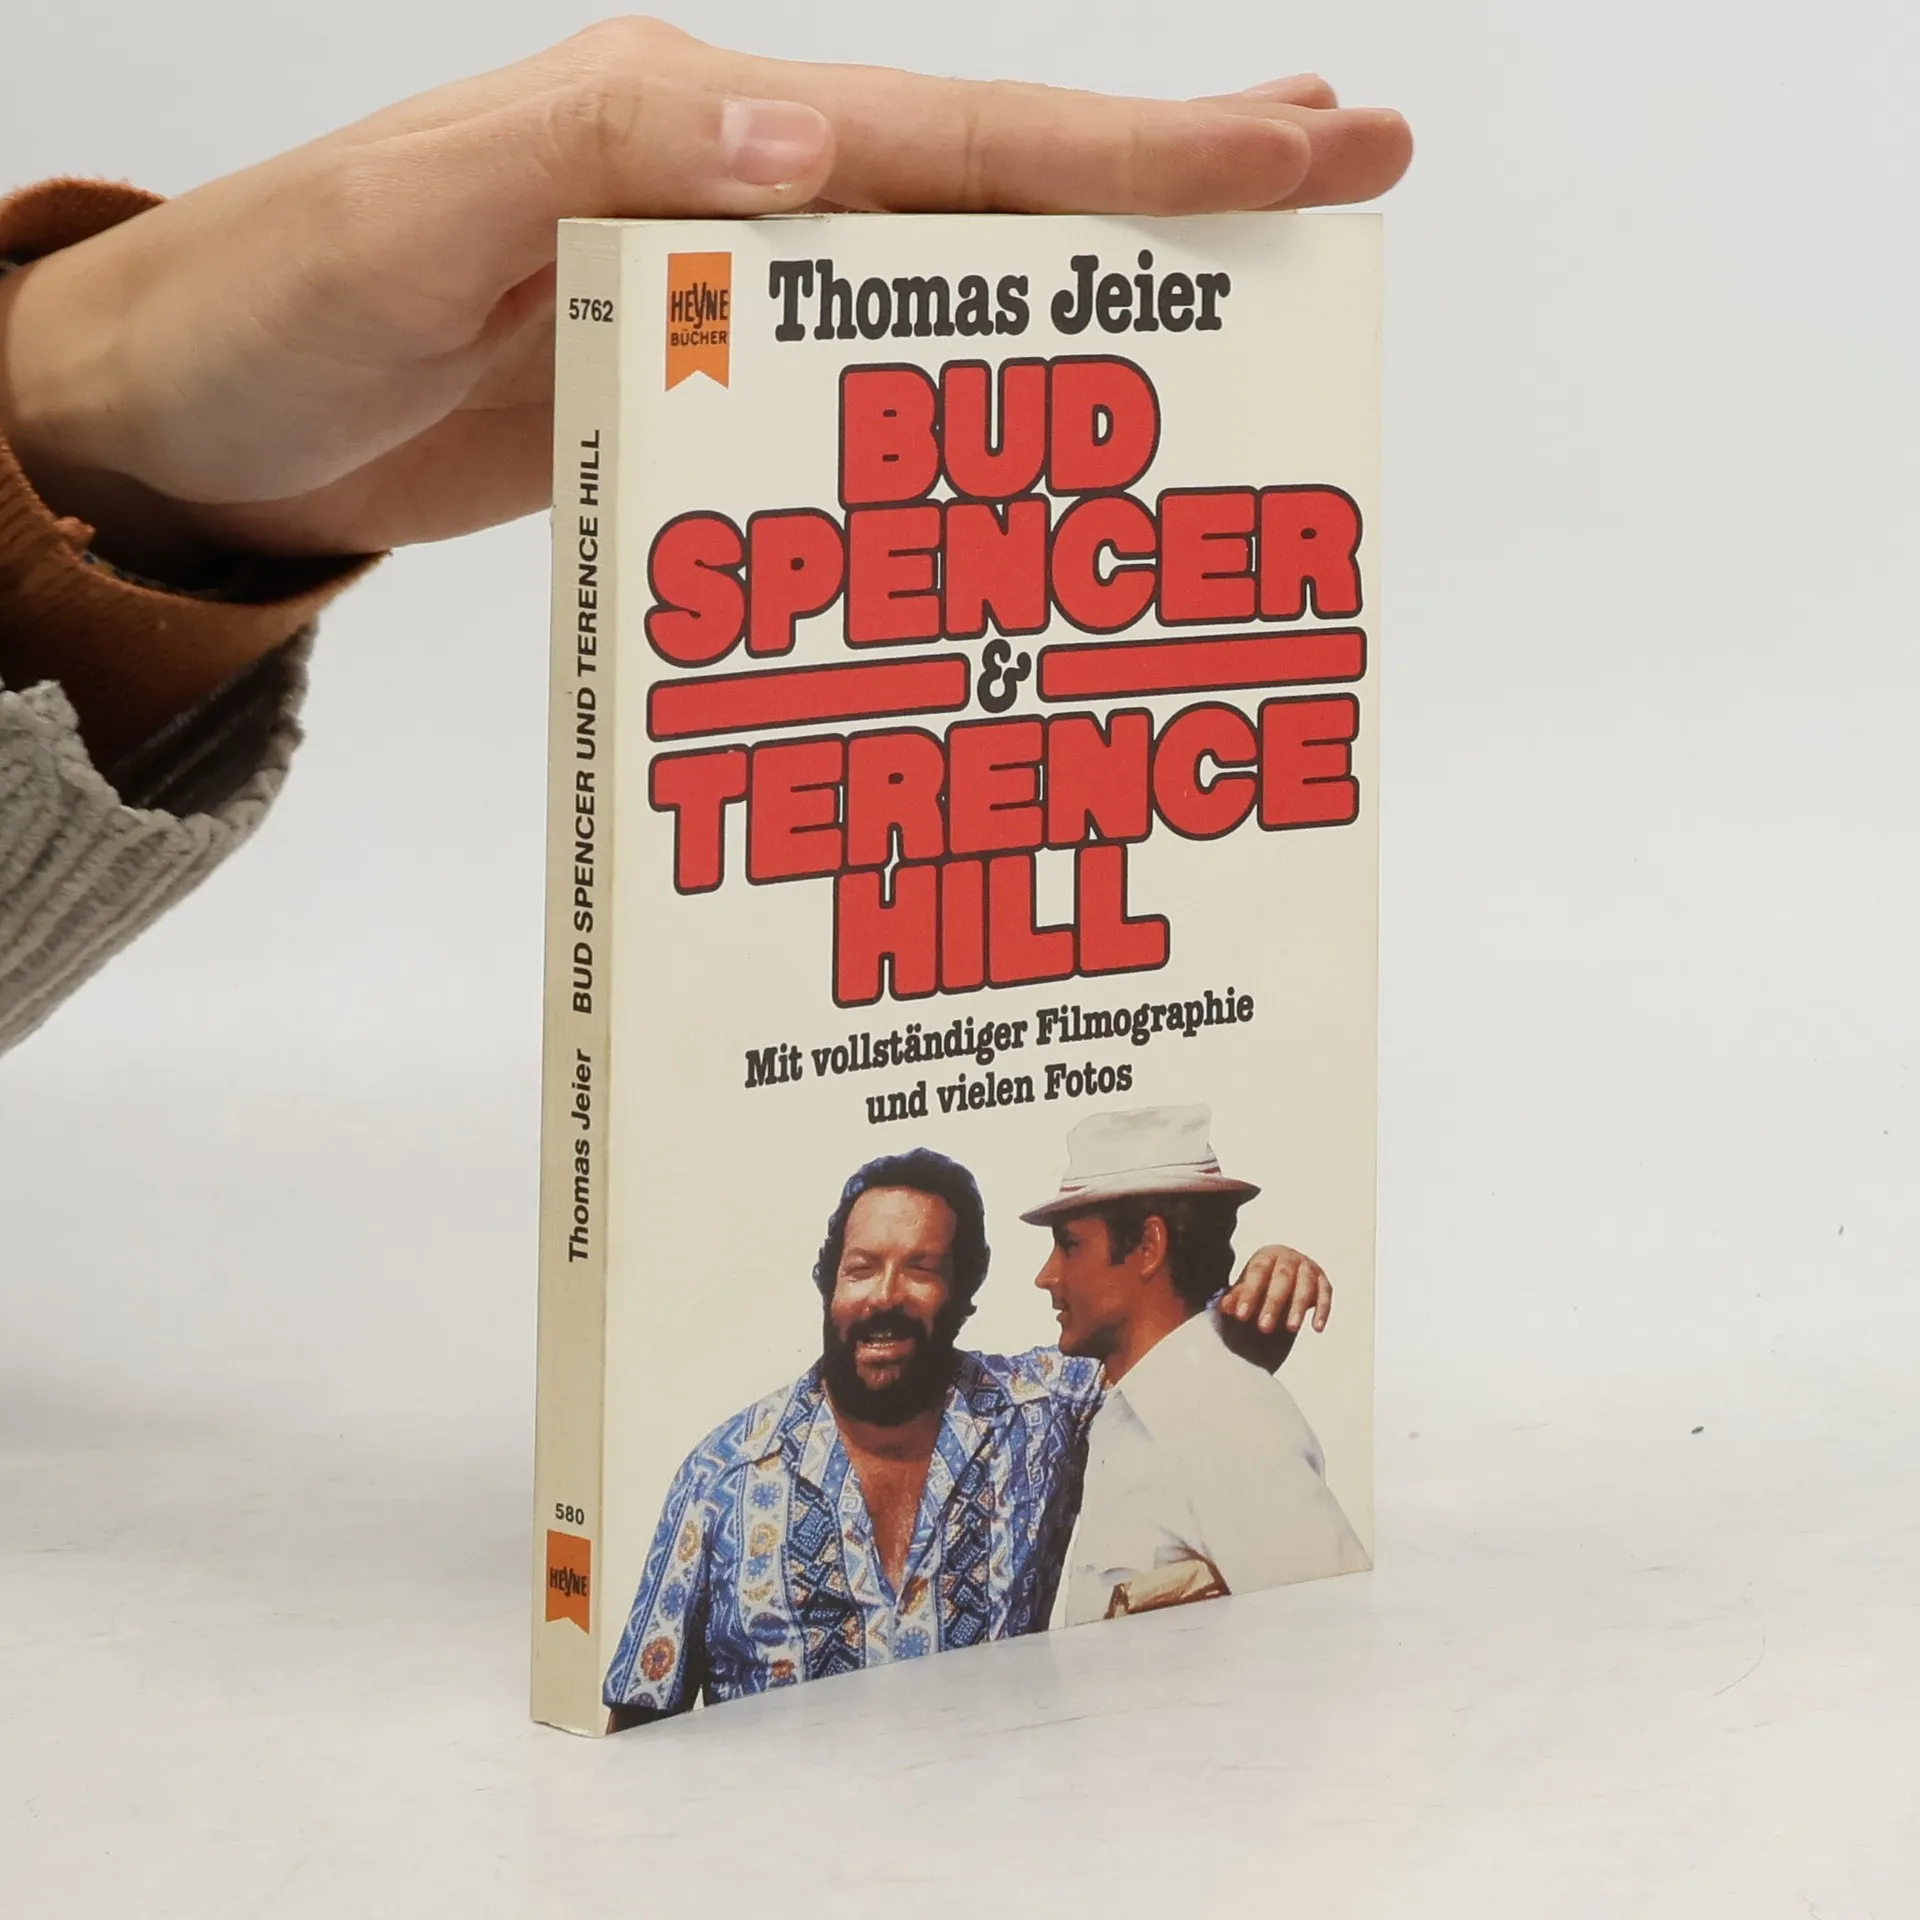 5762
Thomas Jeier BUD SPENCER UND TERENCE HILL
580
HEYNE
HEYNE
BÜCHER
Thomas Jeier
BUD
SPENCER
&
TERENCE
HILL
Mit vollständiger Filmographie
und vielen Fotos